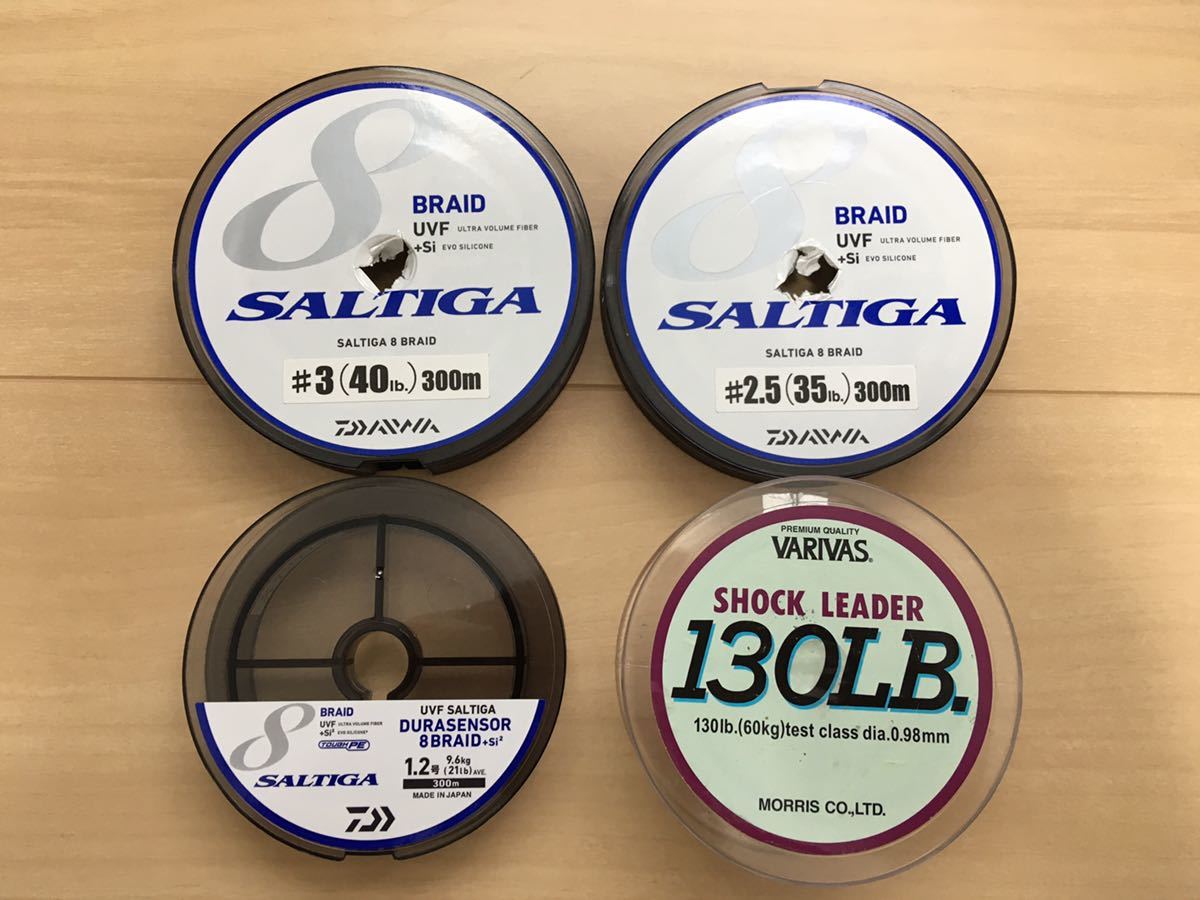 8
BRAID
UVF ULTRA VOLUME FIBER
+Si EVO SILICONE
SALTIGA
SALTIGA 8 BRAID
#3(40lb.)300m
DAIWA
8
BRAID
UVF ULTRA VOLUME FIBER
+Si EVO SILICONE
SALTIGA
SALTIGA 8 BRAID
#2.5(35lb.)300m
DAIWA
8
BRAID
UVF ULTRA VOLUME FIBER
+Si² EVO SILICONE²
TOUGH PE
SALTIGA
UVF SALTIGA
DURASENSOR
8BRAID+Si²
1.2号 9.6kg (21lb)AVE.
300m
MADE IN JAPAN
PREMIUM QUALITY
VARIVAS®
SHOCK LEADER
130LB.
130lb.(60kg)test class dia.0.98mm
MORRIS CO.,LTD.